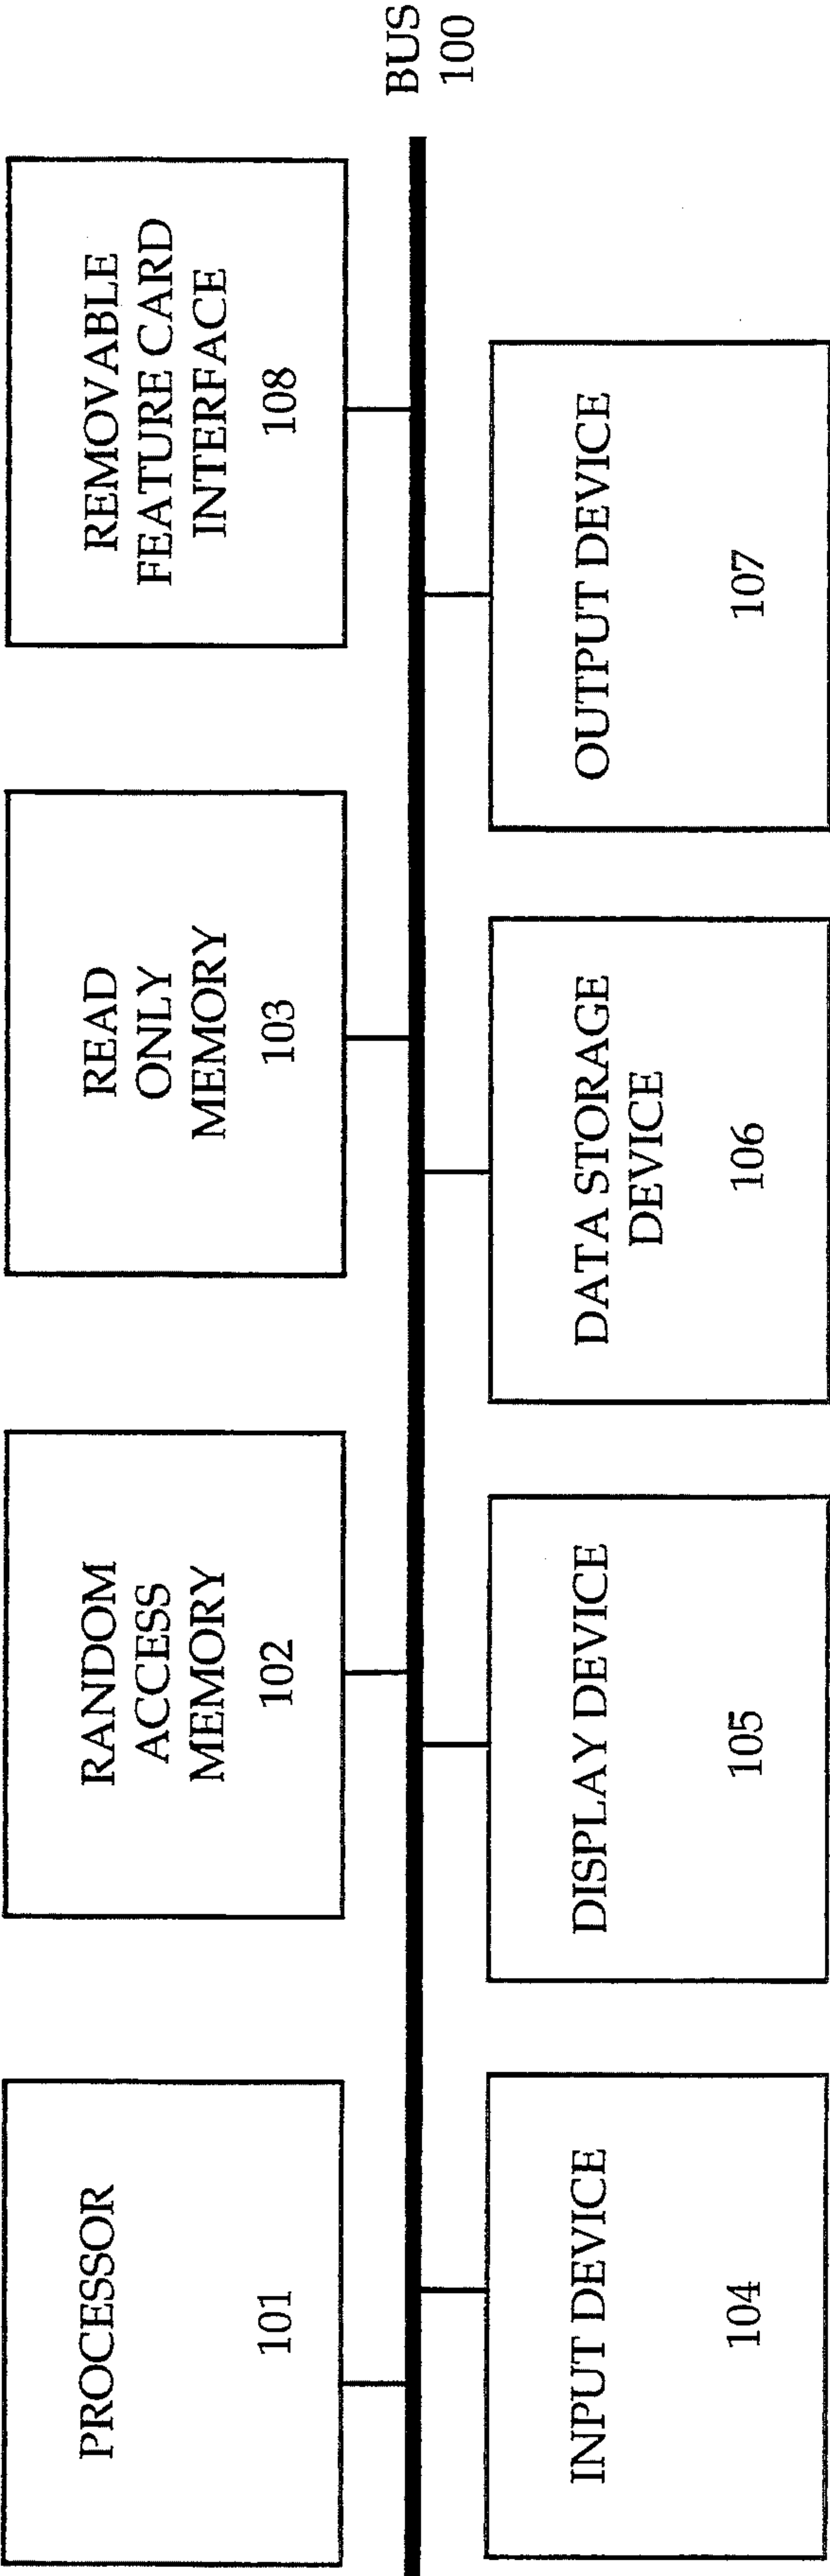 PROCESSOR
101
RANDOM
ACCESS
MEMORY
102
READ
ONLY
MEMORY
103
REMOVABLE
FEATURE CARD
INTERFACE
108
BUS
100
INPUT DEVICE
104
DISPLAY DEVICE
105
DATA STORAGE
DEVICE
106
OUTPUT DEVICE
107